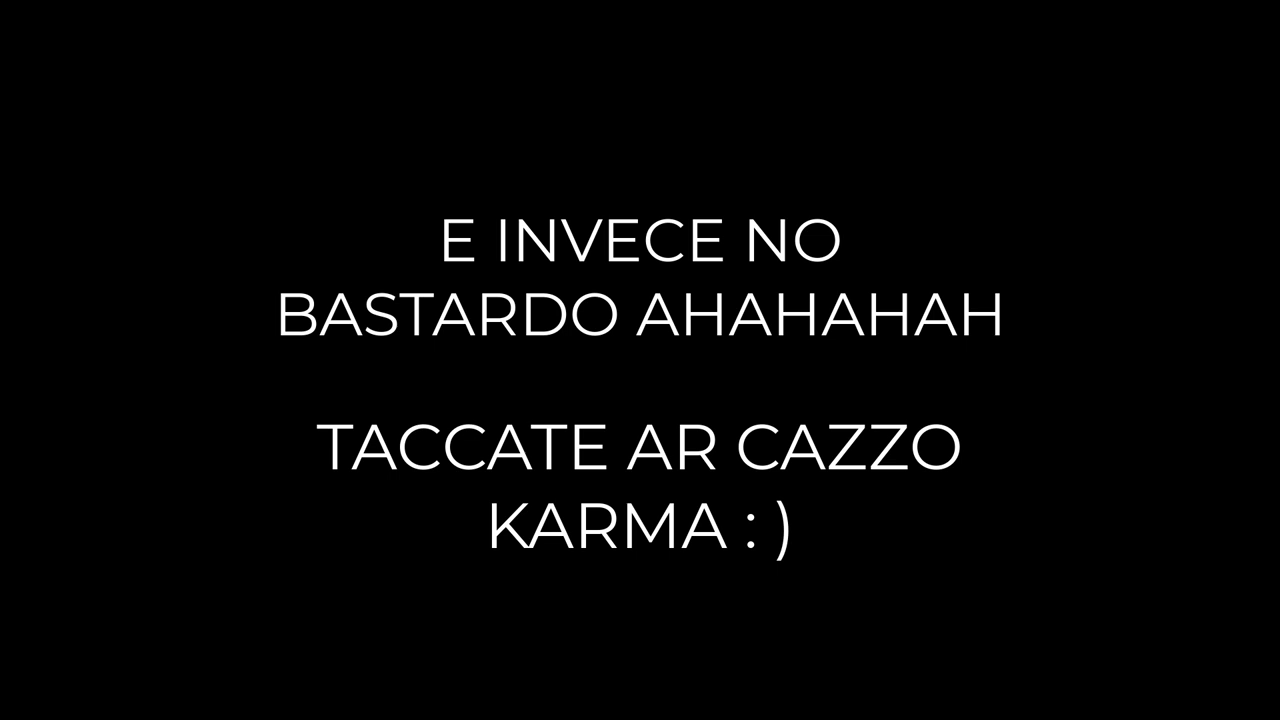 E INVECE NO
BASTARDO AHAHAHAH
TACCATE AR CAZZO
KARMA : )